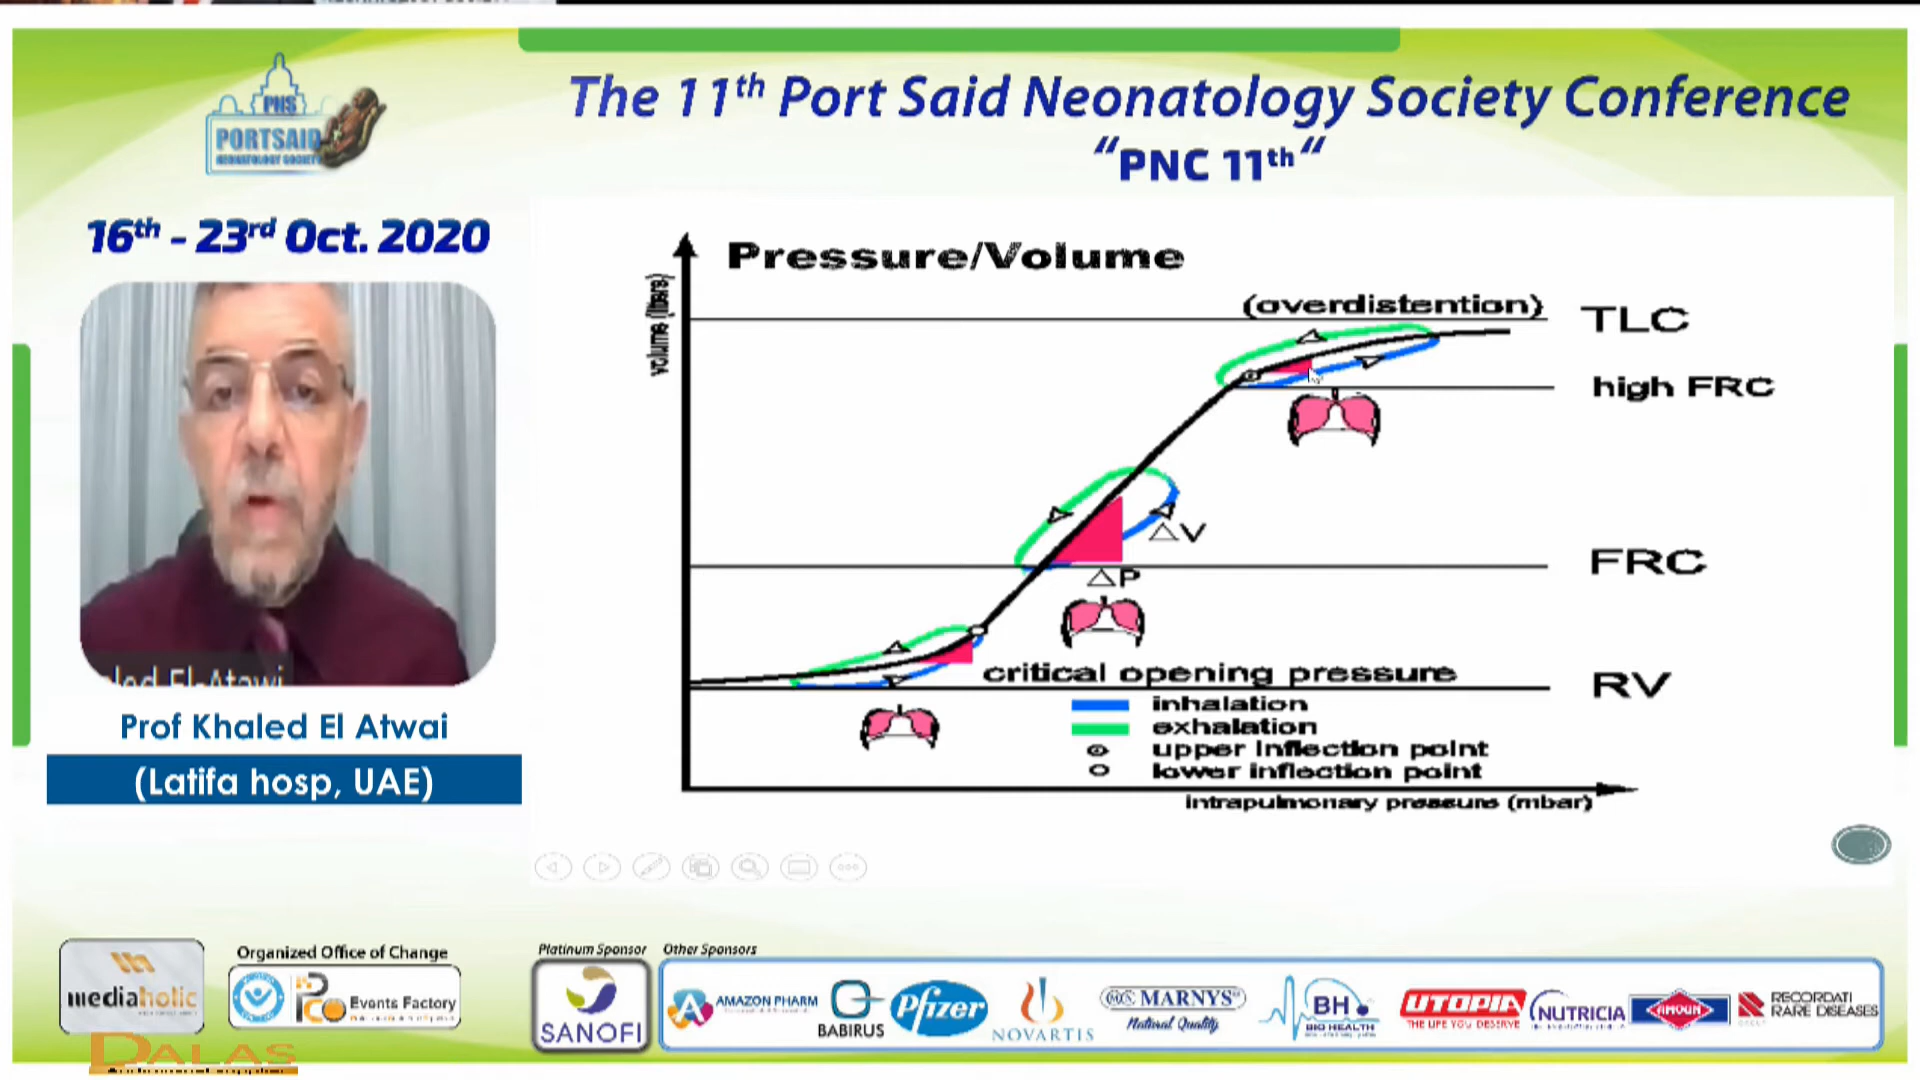 The 11th Port Said Neonatology Society Conference
“PNC 11th“
PNS
PORTSAID
NEONATOLOGY SOCIETY
16th - 23rd Oct. 2020
Prof Khaled El Atwai
(Latifa hosp, UAE)
Pressure/Volume
volume (liters)
(overdistention)
TLC
high FRC
△V
FRC
△P
critical opening pressure
RV
inhalation
exhalation
upper inflection point
lower inflection point
intrapulmonary pressure (mbar)
mediaholic
Organized Office of Change
Events Factory
Platinum Sponsor
SANOFI
Other Sponsors
AMAZON PHARM
BABIRUS
Pfizer
NOVARTIS
MARNYS
Natural Quality
BH
BIO HEALTH
UTOPIA
THE LIFE YOU DESERVE
NUTRICIA
AMOUN
RECORDATI
RARE DISEASES
DALAS